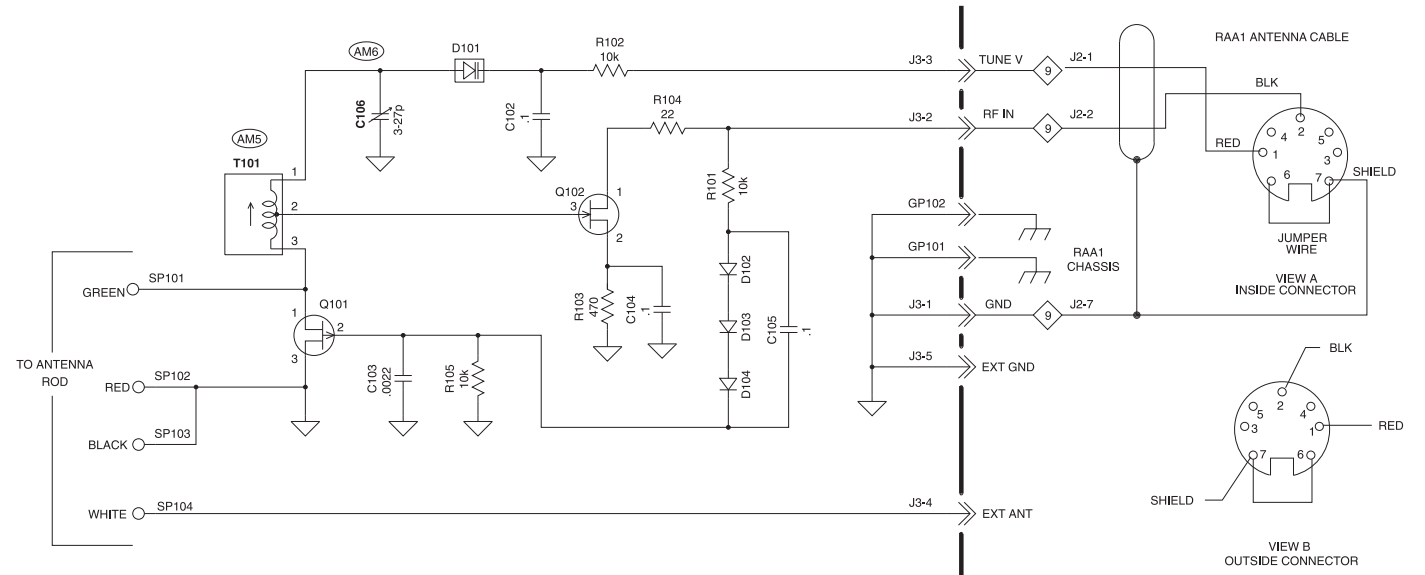 RAA1 ANTENNA CABLE
AM6
D101
R102
10k
J3-3
TUNE V
9
J2-1
C106
3-27p
C102
.1
R104
22
J3-2
RF IN
9
J2-2
BLK
RED
4
2
5
1
3
6
7
SHIELD
JUMPER
WIRE
VIEW A
INSIDE CONNECTOR
AM5
T101
1
2
3
Q102
3
1
2
R101
10k
GP102
GP101
RAA1
CHASSIS
SP101
GREEN
Q101
1
2
3
R103
470
C104
.1
D102
D103
D104
C105
.1
J3-1
GND
9
J2-7
J3-5
EXT GND
TO ANTENNA
ROD
RED
SP102
C103
.0022
R105
10k
BLACK
SP103
WHITE
SP104
J3-4
EXT ANT
BLK
2
5
4
3
1
RED
7
6
SHIELD
VIEW B
OUTSIDE CONNECTOR